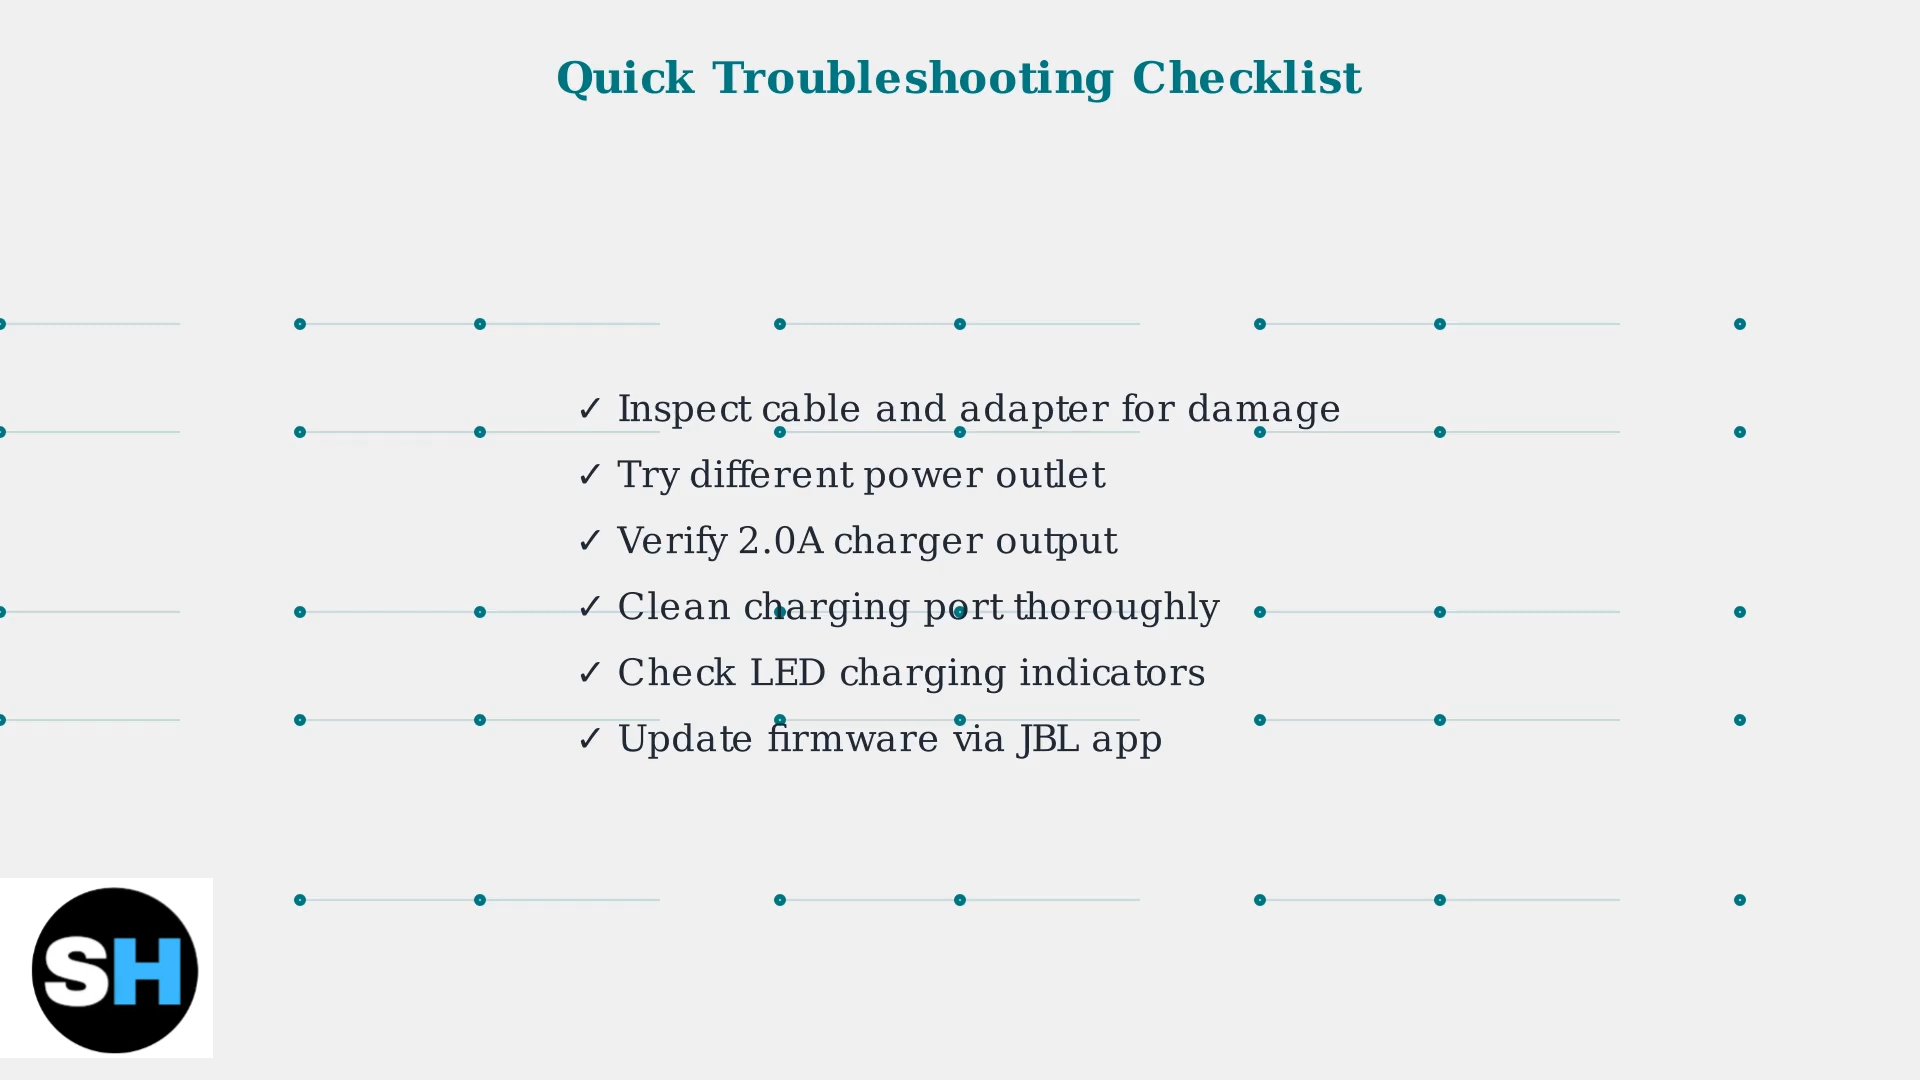 Quick Troubleshooting Checklist
✓ Inspect cable and adapter for damage
✓ Try different power outlet
✓ Verify 2.0A charger output
✓ Clean charging port thoroughly
✓ Check LED charging indicators
✓ Update firmware via JBL app
SH